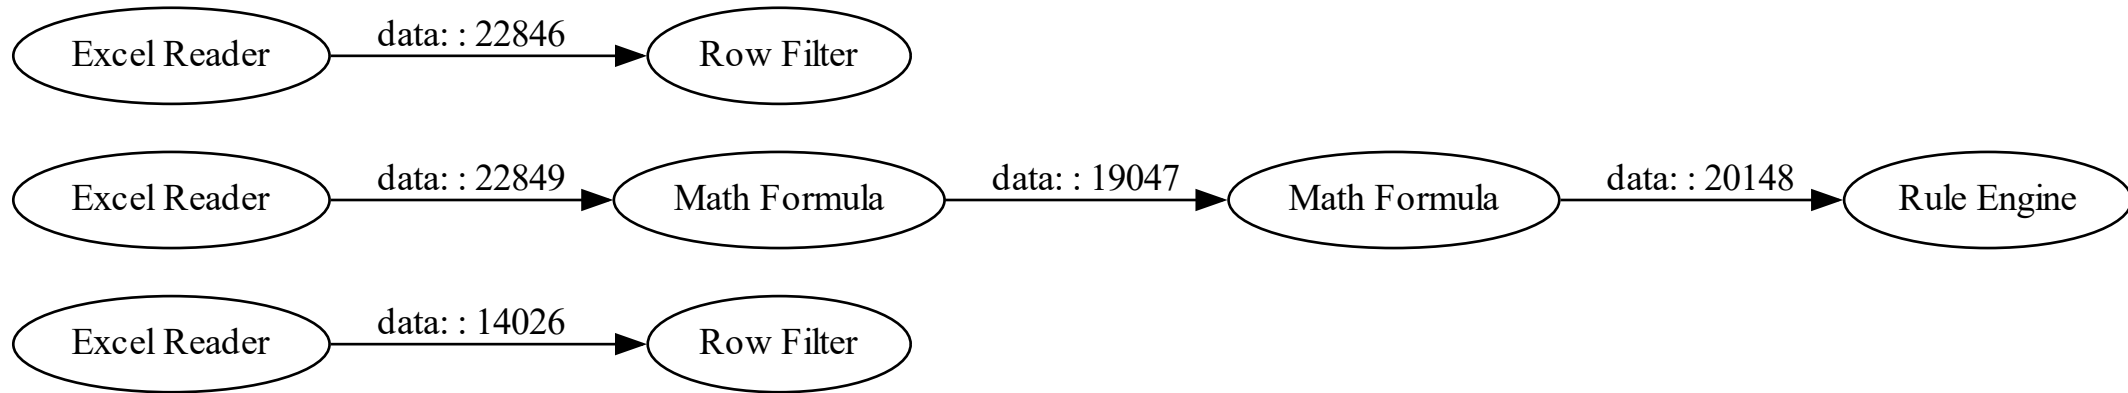 Excel Reader
data: : 22846
Row Filter
Excel Reader
data: : 22849
Math Formula
data: : 19047
Math Formula
data: : 20148
Rule Engine
Excel Reader
data: : 14026
Row Filter